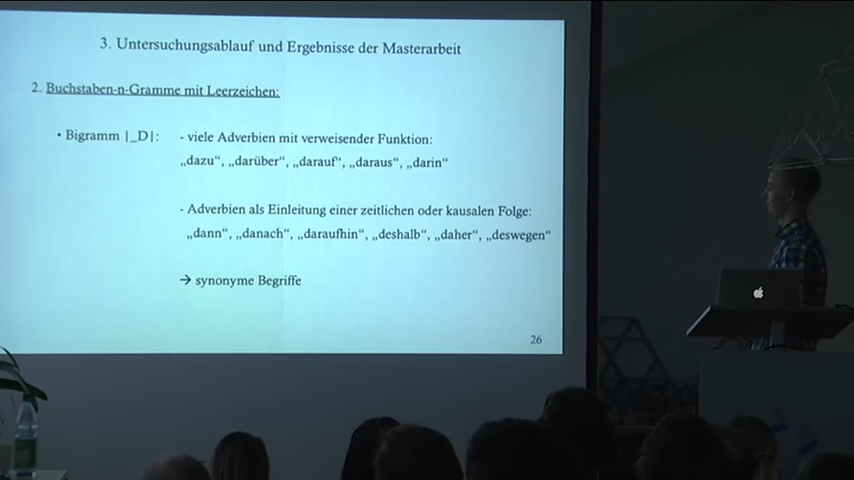 3. Untersuchungsablauf und Ergebnisse der Masterarbeit
2. Buchstaben-n-Gramme mit Leerzeichen:
• Bigramm |_D|: - viele Adverbien mit verweisender Funktion:
„dazu“, „darüber“, „darauf“, „daraus“, „darin“
- Adverbien als Einleitung einer zeitlichen oder kausalen Folge:
„dann“, „danach“, „daraufhin“, „deshalb“, „daher“, „deswegen“
→ synonyme Begriffe
26